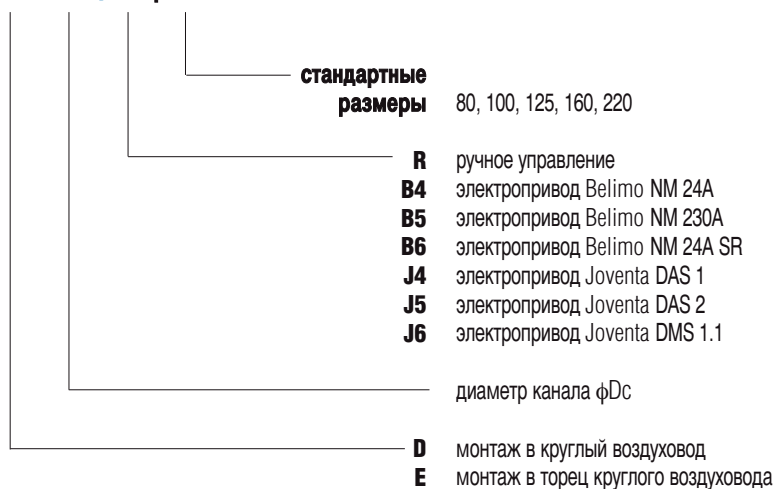 стандартные
размеры 80, 100, 125, 160, 220
R ручное управление
B4 электропривод Belimo NM 24A
B5 электропривод Belimo NM 230A
B6 электропривод Belimo NM 24A SR
J4 электропривод Joventa DAS 1
J5 электропривод Joventa DAS 2
J6 электропривод Joventa DMS 1.1
диаметр канала ϕDc
D монтаж в круглый воздуховод
E монтаж в торец круглого воздуховода